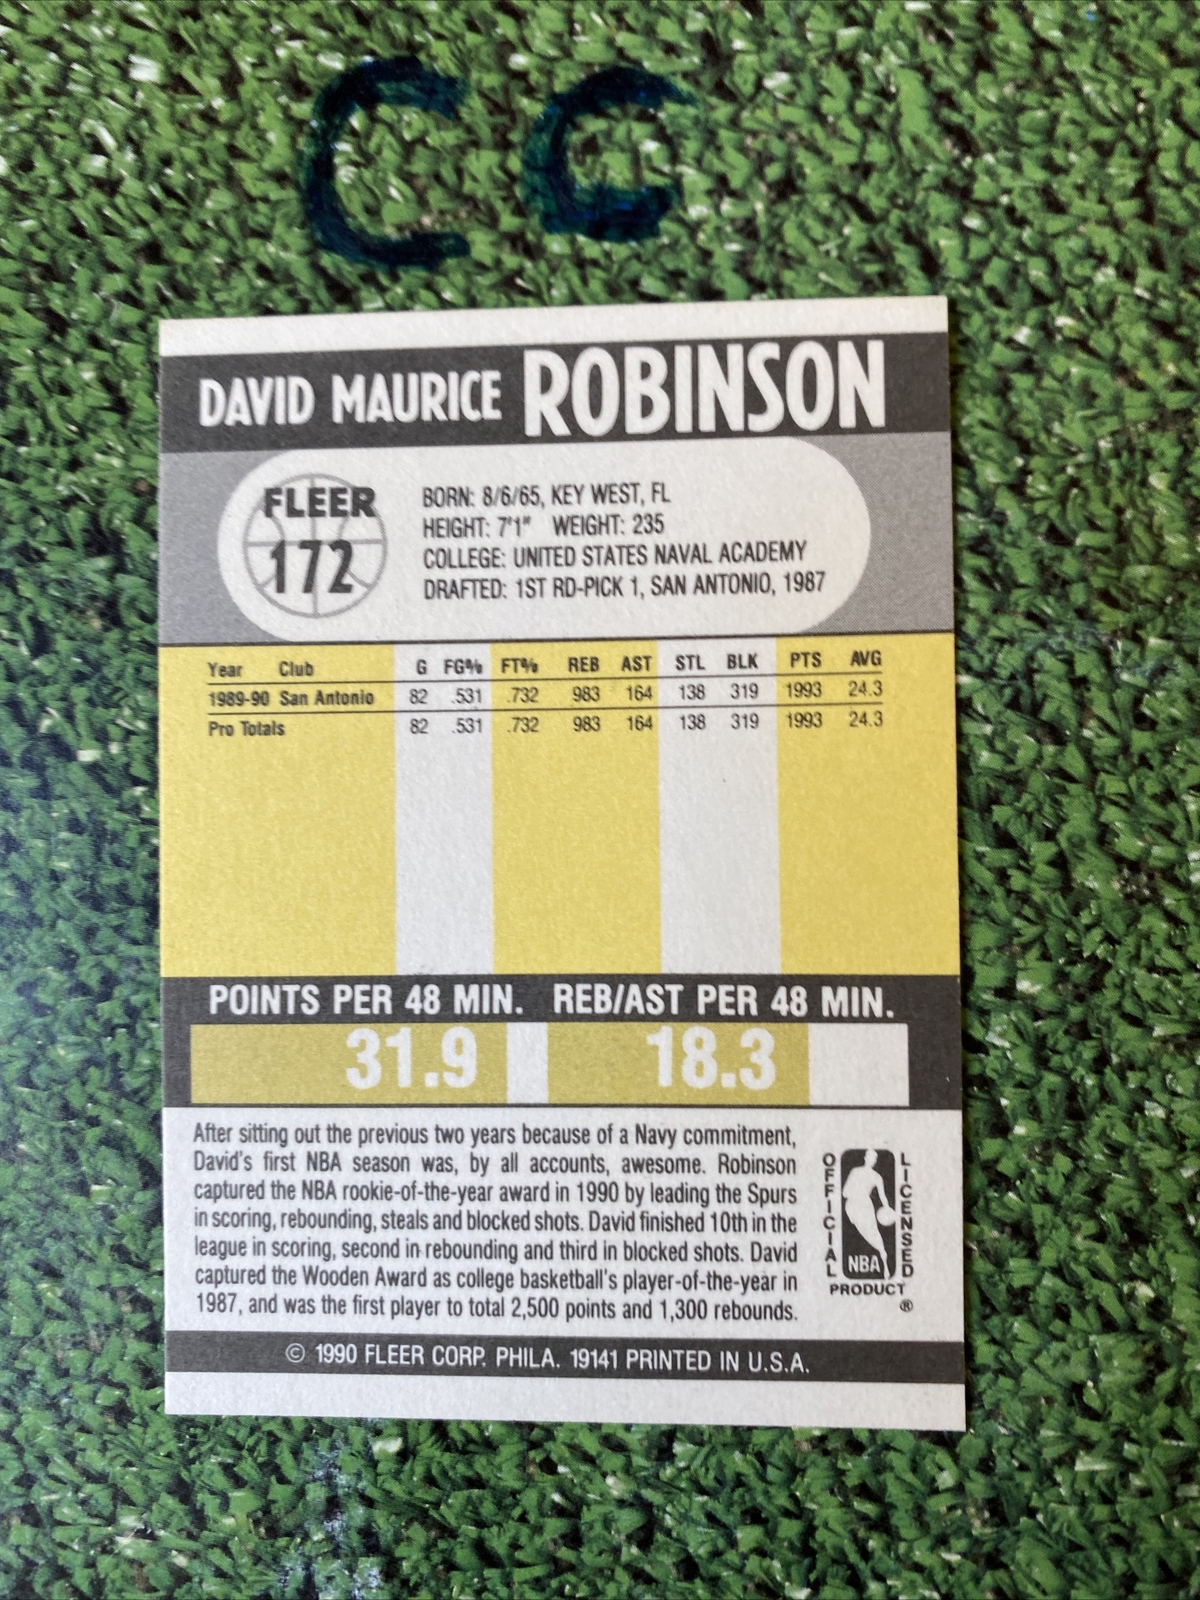 CC
DAVID MAURICE ROBINSON
FLEER
172
BORN: 8/6/65, KEY WEST, FL
HEIGHT: 7'1" WEIGHT: 235
COLLEGE: UNITED STATES NAVAL ACADEMY
DRAFTED: 1ST RD-PICK 1, SAN ANTONIO, 1987
Year Club G FG% FT% REB AST STL BLK PTS AVG
1989-90 San Antonio 82 .531 .732 983 164 138 319 1993 24.3
Pro Totals 82 .531 .732 983 164 138 319 1993 24.3
POINTS PER 48 MIN. REB/AST PER 48 MIN.
31.9 18.3
After sitting out the previous two years because of a Navy commitment,
David's first NBA season was, by all accounts, awesome. Robinson
captured the NBA rookie-of-the-year award in 1990 by leading the Spurs
in scoring, rebounding, steals and blocked shots. David finished 10th in the
league in scoring, second in rebounding and third in blocked shots. David
captured the Wooden Award as college basketball's player-of-the-year in
1987, and was the first player to total 2,500 points and 1,300 rebounds.
OFFICIAL
NBA
LICENSED
PRODUCT
®
© 1990 FLEER CORP. PHILA. 19141 PRINTED IN U.S.A.